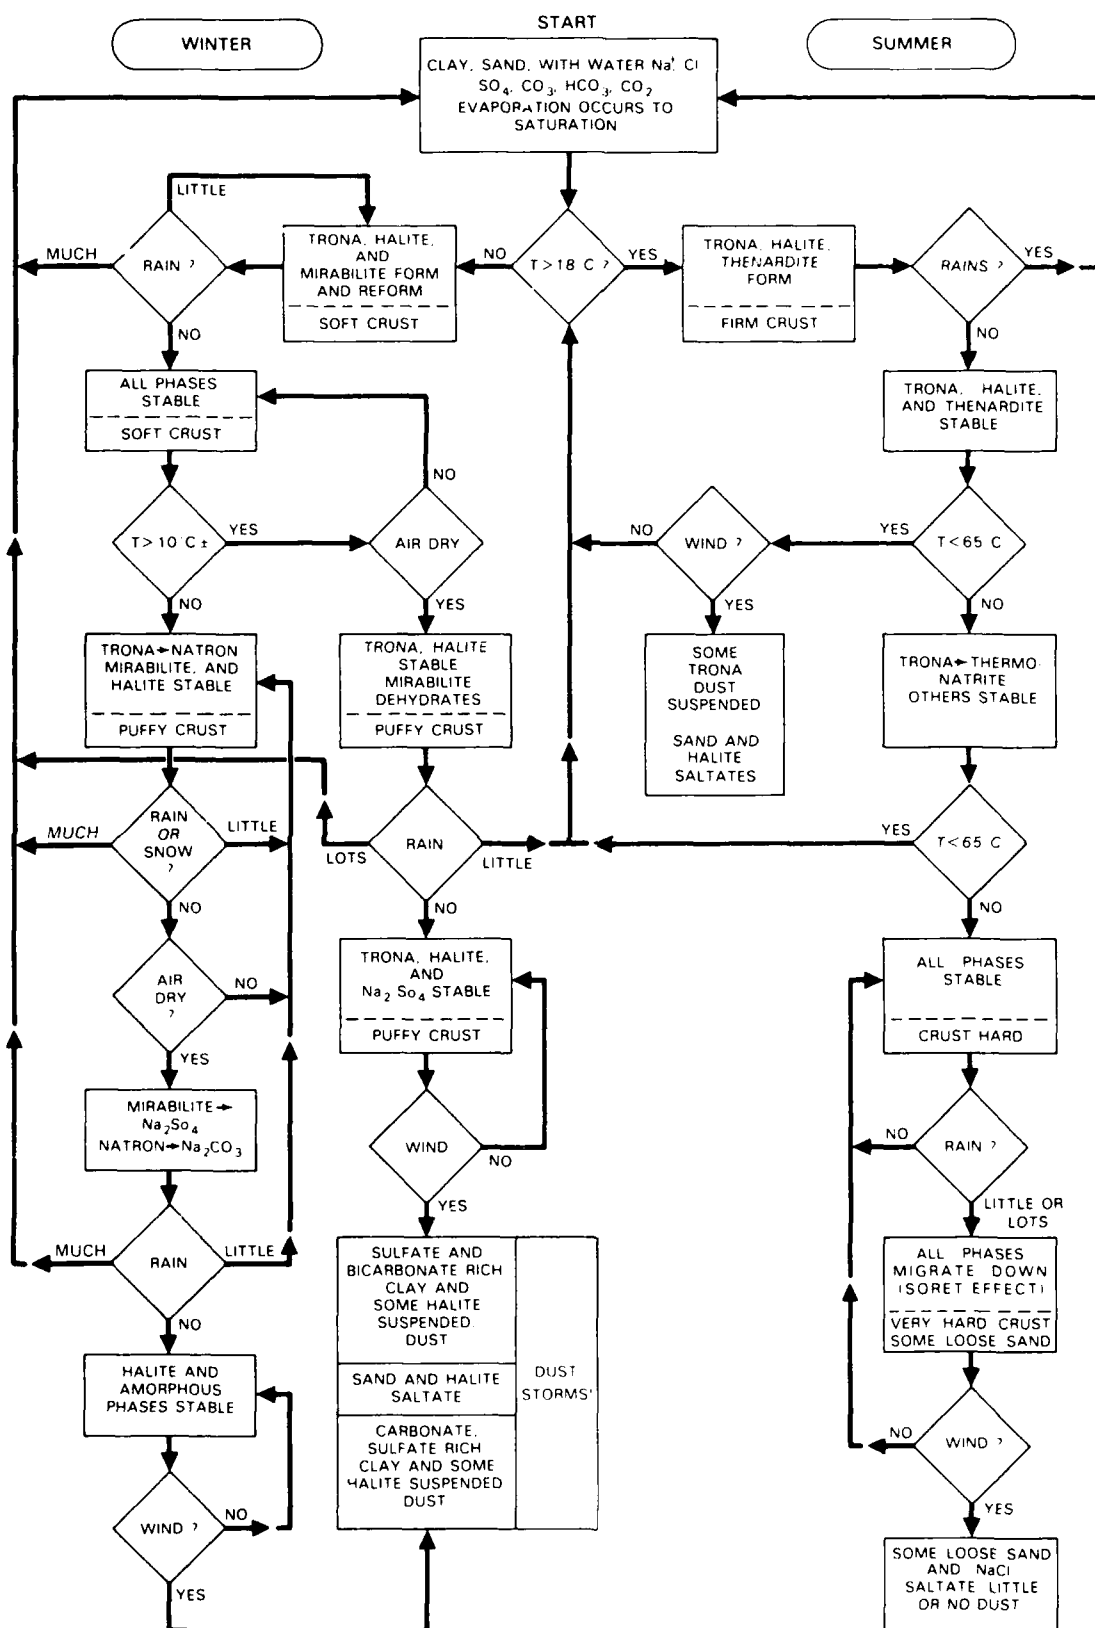 START
WINTER
SUMMER
CLAY, SAND, WITH WATER Na⁺, Cl
SO₄, CO₃, HCO₃, CO₂
EVAPORATION OCCURS TO
SATURATION
LITTLE
MUCH
RAIN ?
NO
TRONA, HALITE,
AND
MIRABILITE FORM
AND REFORM
SOFT CRUST
NO
T > 18 C ?
YES
TRONA, HALITE,
THENARDITE
FORM
FIRM CRUST
RAINS ?
YES
NO
ALL PHASES
STABLE
SOFT CRUST
TRONA, HALITE,
AND THENARDITE
STABLE
T > 10 C ±
YES
NO
AIR DRY
NO
YES
NO
WIND ?
YES
YES
T < 65 C
NO
TRONA→NATRON
MIRABILITE, AND
HALITE STABLE
PUFFY CRUST
TRONA, HALITE
STABLE
MIRABILITE
DEHYDRATES
PUFFY CRUST
SOME
TRONA
DUST
SUSPENDED
SAND AND
HALITE
SALTATES
TRONA→THERMO-
NATRITE
OTHERS STABLE
MUCH
RAIN
OR
SNOW
?
LITTLE
NO
LOTS
RAIN
LITTLE
NO
YES
T < 65 C
NO
AIR
DRY
?
NO
YES
TRONA, HALITE,
AND
Na₂ So₄ STABLE
PUFFY CRUST
ALL PHASES
STABLE
CRUST HARD
MIRABILITE→
Na₂So₄
NATRON→Na₂CO₃
WIND
NO
YES
NO
RAIN ?
LITTLE OR
LOTS
MUCH
RAIN
LITTLE
NO
SULFATE AND
BICARBONATE RICH
CLAY AND
SOME HALITE
SUSPENDED
DUST
SAND AND HALITE
SALTATE
CARBONATE,
SULFATE RICH
CLAY AND SOME
HALITE SUSPENDED
DUST
DUST
STORMS'
ALL PHASES
MIGRATE DOWN
(SORET EFFECT)
VERY HARD CRUST
SOME LOOSE SAND
HALITE AND
AMORPHOUS
PHASES STABLE
WIND ?
NO
YES
NO
WIND ?
YES
SOME LOOSE SAND
AND NaCl
SALTATE LITTLE
OR NO DUST